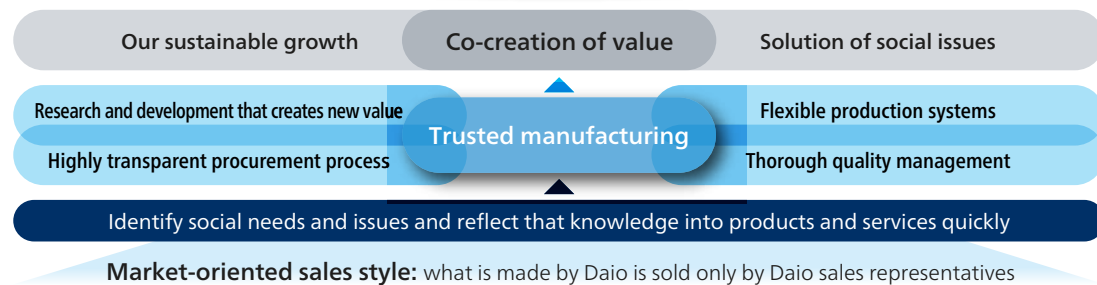 Our sustainable growth
Co-creation of value
Solution of social issues
Research and development that creates new value
Flexible production systems
Trusted manufacturing
Highly transparent procurement process
Thorough quality management
Identify social needs and issues and reflect that knowledge into products and services quickly
Market-oriented sales style: what is made by Daio is sold only by Daio sales representatives